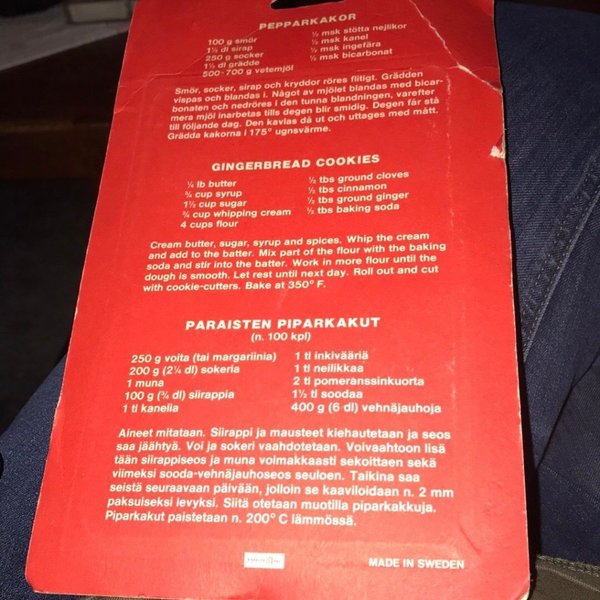 PEPPARKAKOR
100 g smör
1½ dl sirap
250 g socker
1½ dl grädde
500-700 g vetemjöl
½ msk stötta nejlikor
½ msk kanel
½ msk ingefära
½ msk bicarbonat
Smör, socker, sirap och kryddor röres flitigt. Grädden
vispas och blandas i. Något av mjölet blandas med bicar-
bonaten och nedröres i den tunna blandningen, varefter
mera mjöl inarbetas tills degen blir smidig. Degen får stå
till följande dag. Den kavlas då ut och uttages med mått.
Grädda kakorna i 175° ugnsvärme.
GINGERBREAD COOKIES
¼ lb butter
¾ cup syrup
1½ cup sugar
¾ cup whipping cream
4 cups flour
½ tbs ground cloves
½ tbs cinnamon
½ tbs ground ginger
½ tbs baking soda
Cream butter, sugar, syrup and spices. Whip the cream
and add to the batter. Mix part of the flour with the baking
soda and stir into the batter. Work in more flour until the
dough is smooth. Let rest until next day. Roll out and cut
with cookie-cutters. Bake at 350° F.
PARAISTEN PIPARKAKUT
(n. 100 kpl)
250 g voita (tai margariinia)
200 g (2¼ dl) sokeria
1 muna
100 g (¾ dl) siirappia
1 tl kanelia
1 tl inkivääriä
1 tl neilikkaa
2 tl pomeranssinkuorta
1½ tl soodaa
400 g (6 dl) vehnäjauhoja
Aineet mitataan. Siirappi ja mausteet kiehautetaan ja seos
saa jäähtyä. Voi ja sokeri vaahdotetaan. Voivaahtoon lisä
tään siirappiseos ja muna voimakkaasti sekoittaen sekä
viimeksi sooda-vehnäjauhoseos seuloen. Taikina saa
seistä seuraavaan päivään, jolloin se kaaviloidaan n. 2 mm
paksuiseksi levyksi. Siitä otetaan muotilla piparkakkuja.
Piparkakut paistetaan n. 200° C lämmössä.
MADE IN SWEDEN